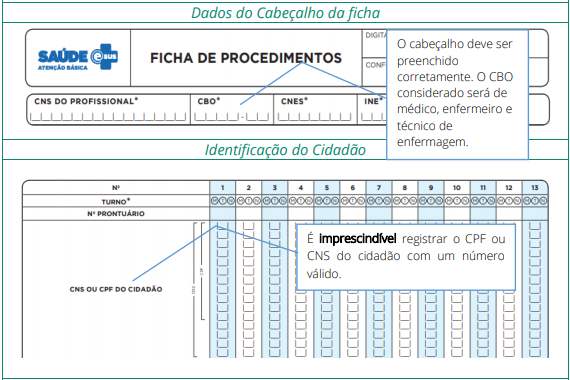 Dados do Cabeçalho da ficha
SAÚDE e-SUS
ATENÇÃO BÁSICA
FICHA DE PROCEDIMENTOS
DIGITA
CONF
O cabeçalho deve ser
preenchido
corretamente. O CBO
considerado será de
médico, enfermeiro e
técnico de
enfermagem.
CNS DO PROFISSIONAL*
CBO*
CNES*
INE*
Identificação do Cidadão
Nº 1 2 3 4 5 6 7 8 9 10 11 12 13
TURNO* M T N M T N M T N M T N M T N M T N M T N M T N M T N M T N M T N M T N M T N
Nº PRONTUÁRIO
É imprescindível registrar o CPF ou
CNS do cidadão com um número
válido.
CNS OU CPF DO CIDADÃO
CPF